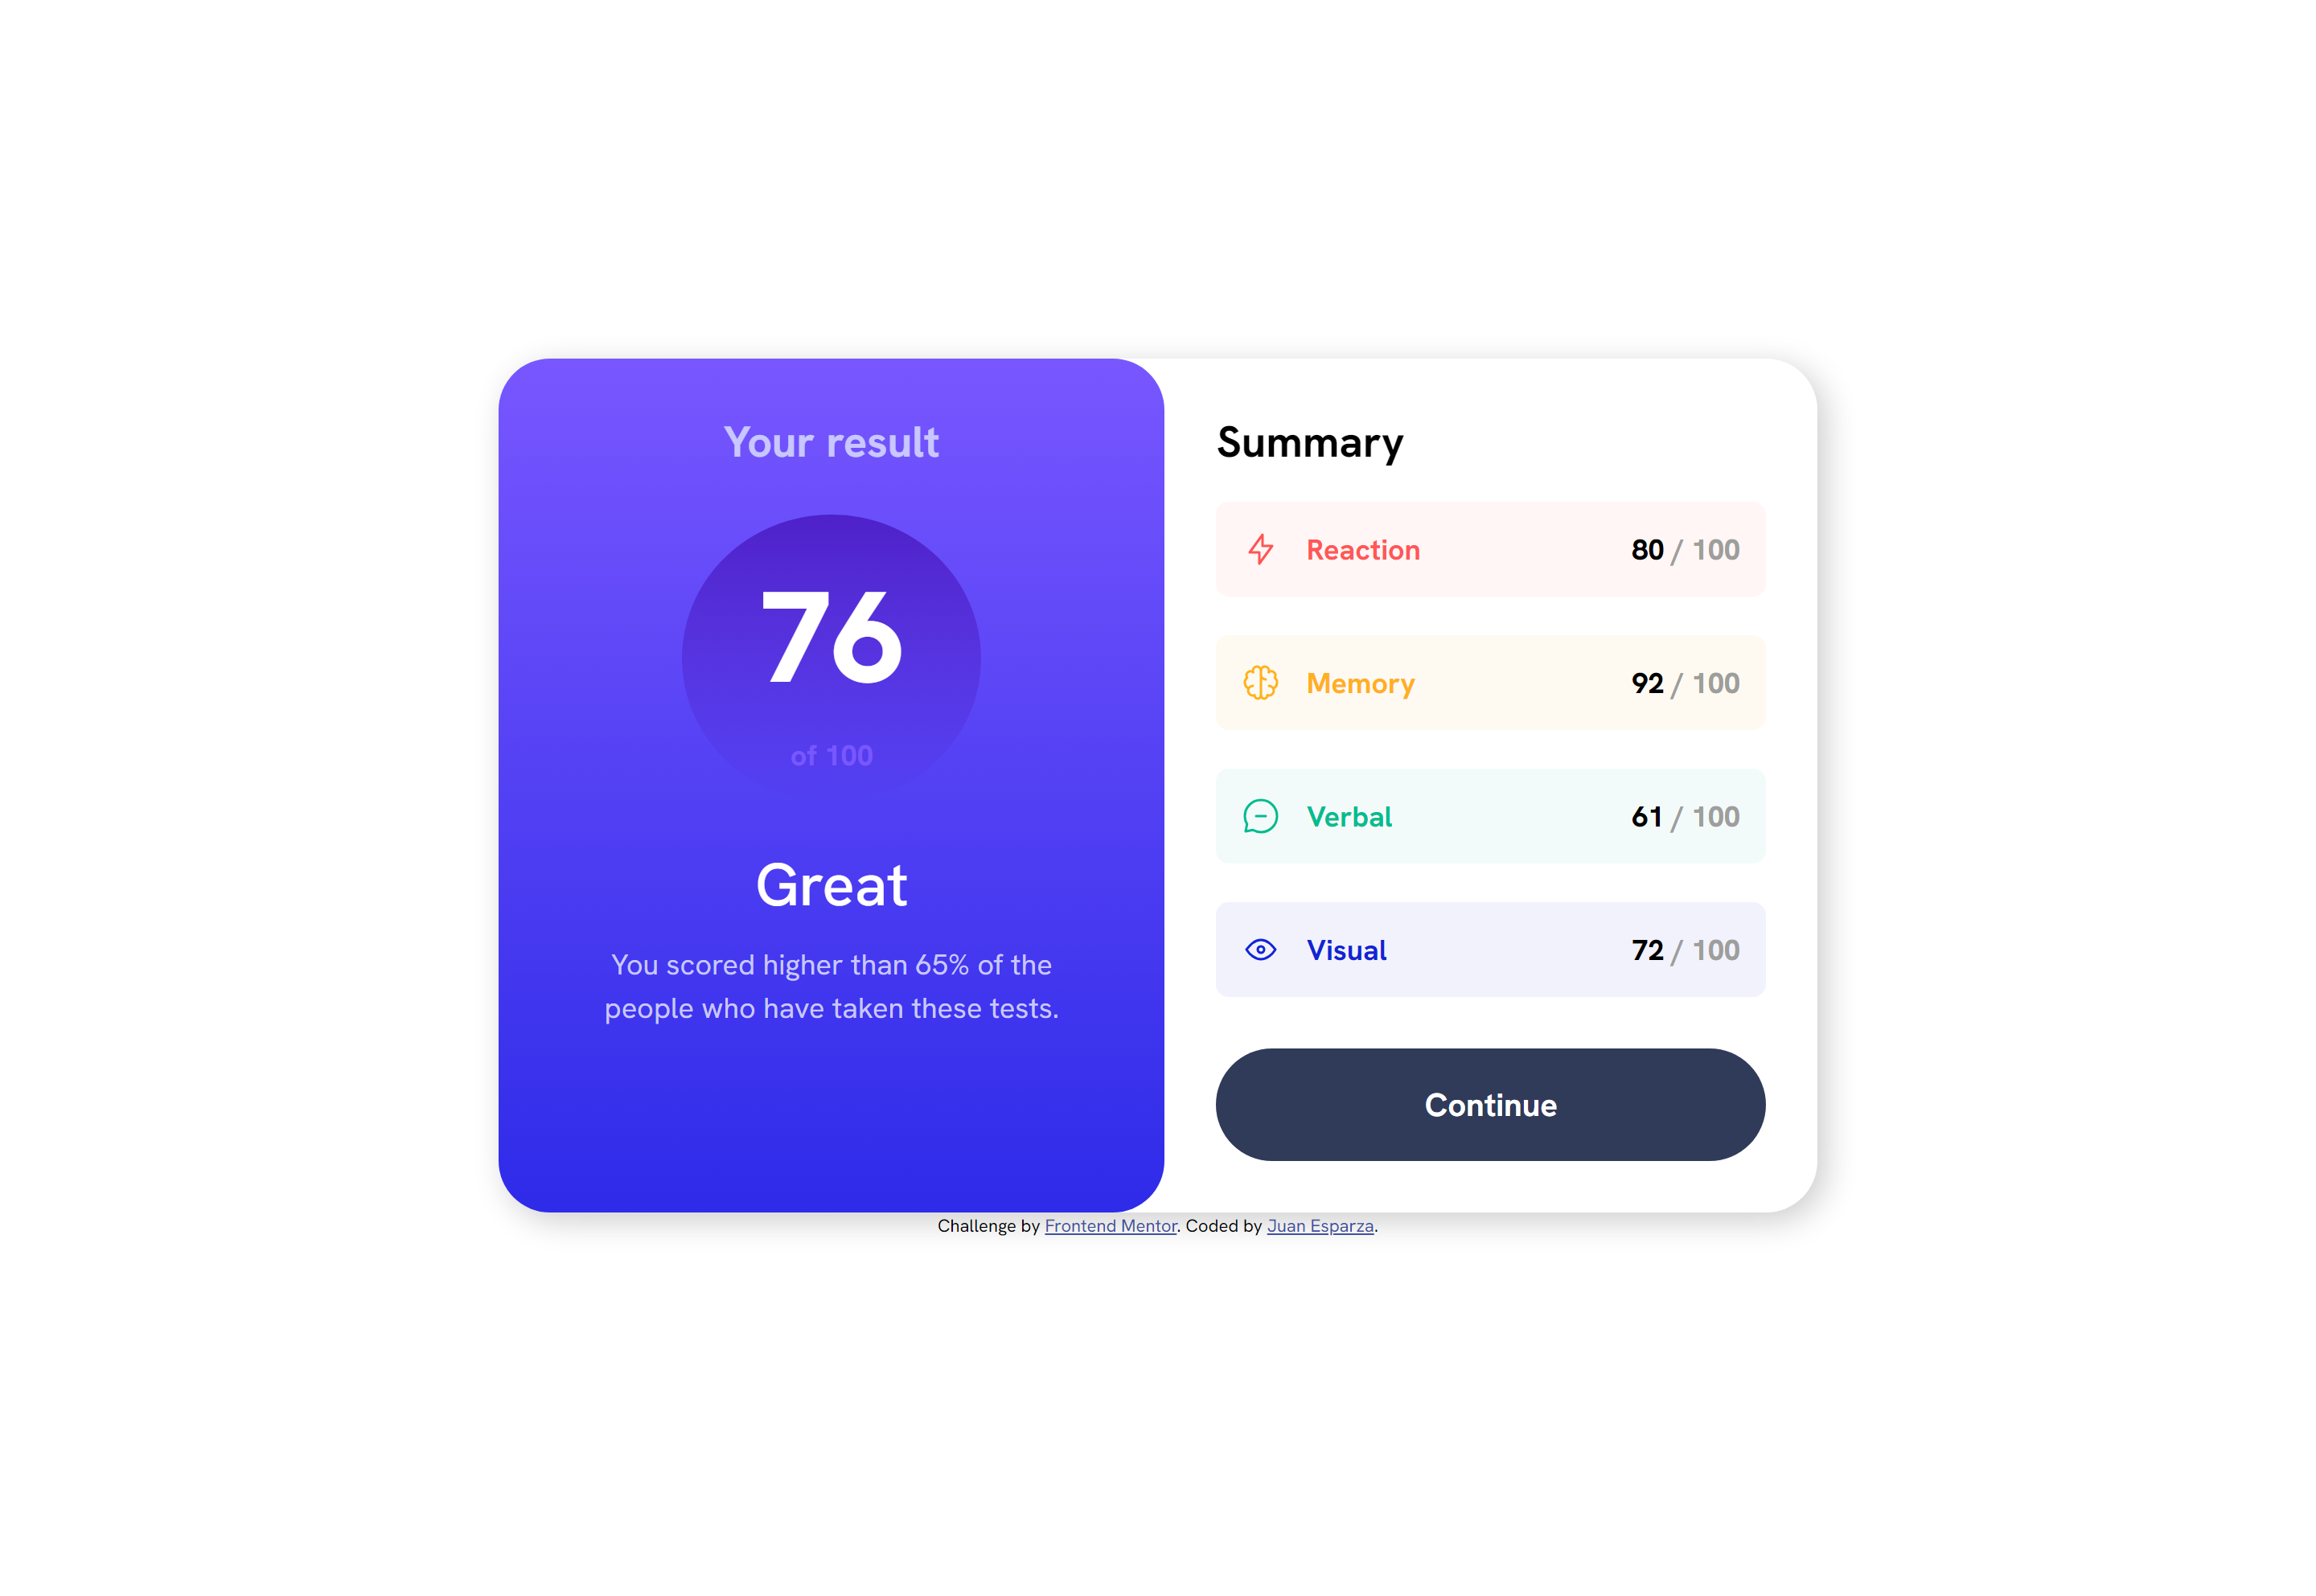 Your result
76
of 100
Great
You scored higher than 65% of the
people who have taken these tests.
Summary
Reaction 80 / 100
Memory 92 / 100
Verbal 61 / 100
Visual 72 / 100
Continue
Challenge by Frontend Mentor. Coded by Juan Esparza.